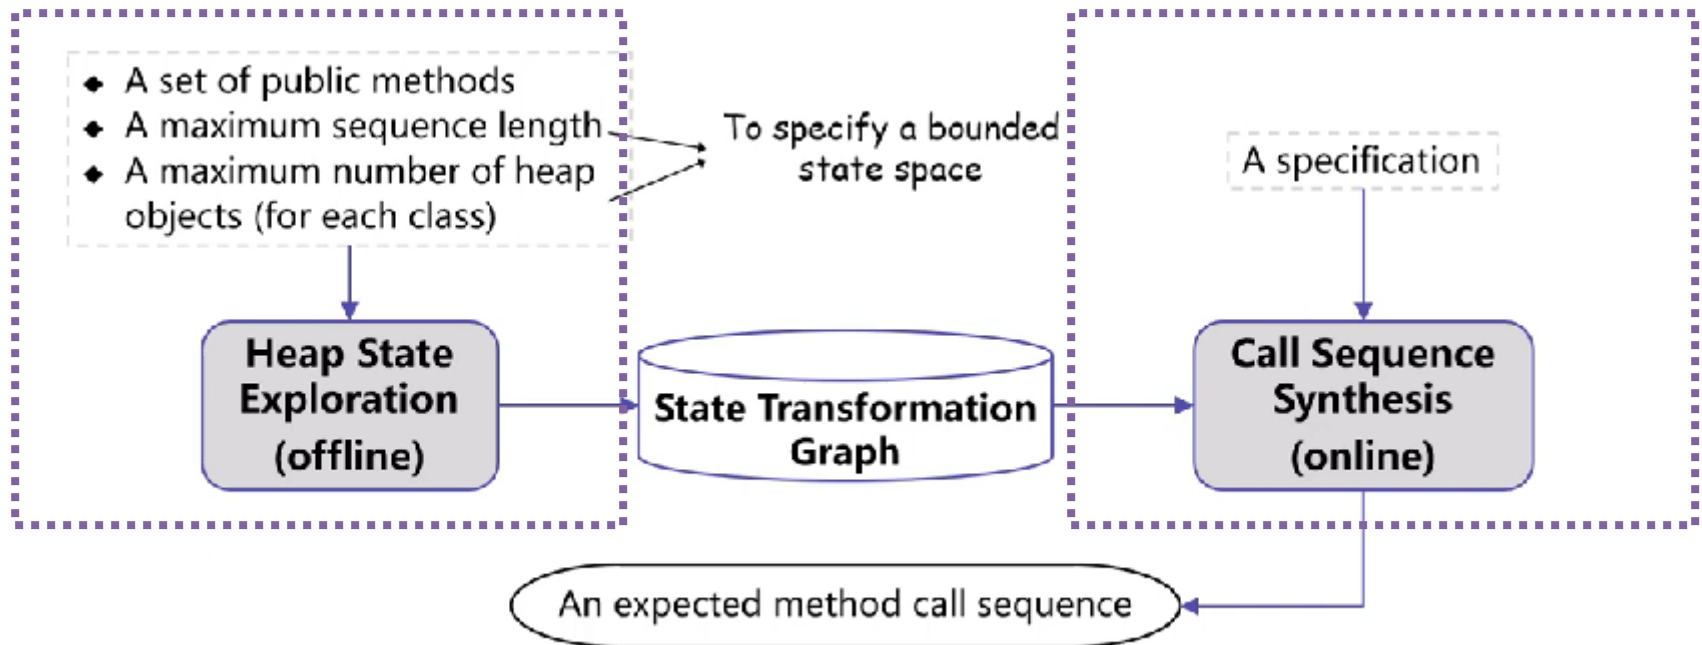 ◆ A set of public methods
◆ A maximum sequence length
◆ A maximum number of heap
objects (for each class)
To specify a bounded
state space
A specification
Heap State
Exploration
(offline)
State Transformation
Graph
Call Sequence
Synthesis
(online)
An expected method call sequence